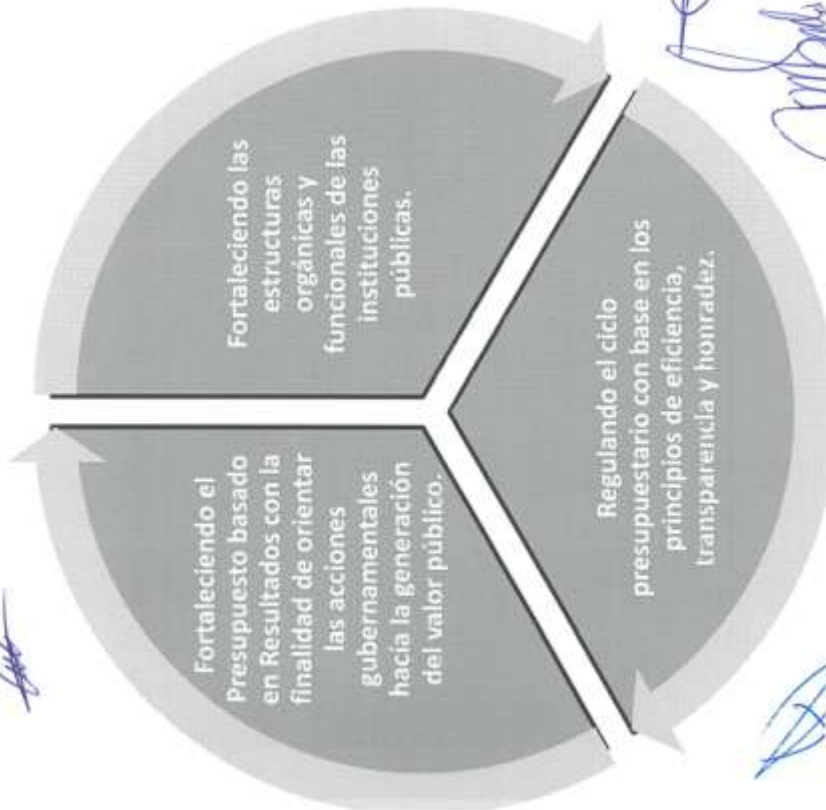 Fortaleciendo el
Presupuesto basado
en Resultados con la
finalidad de orientar
las acciones
gubernamentales
hacia la generación
del valor público.
Fortaleciendo las
estructuras
orgánicas y
funcionales de las
instituciones
públicas.
Regulando el ciclo
presupuestario con base en los
principios de eficiencia,
transparencia y honradez.